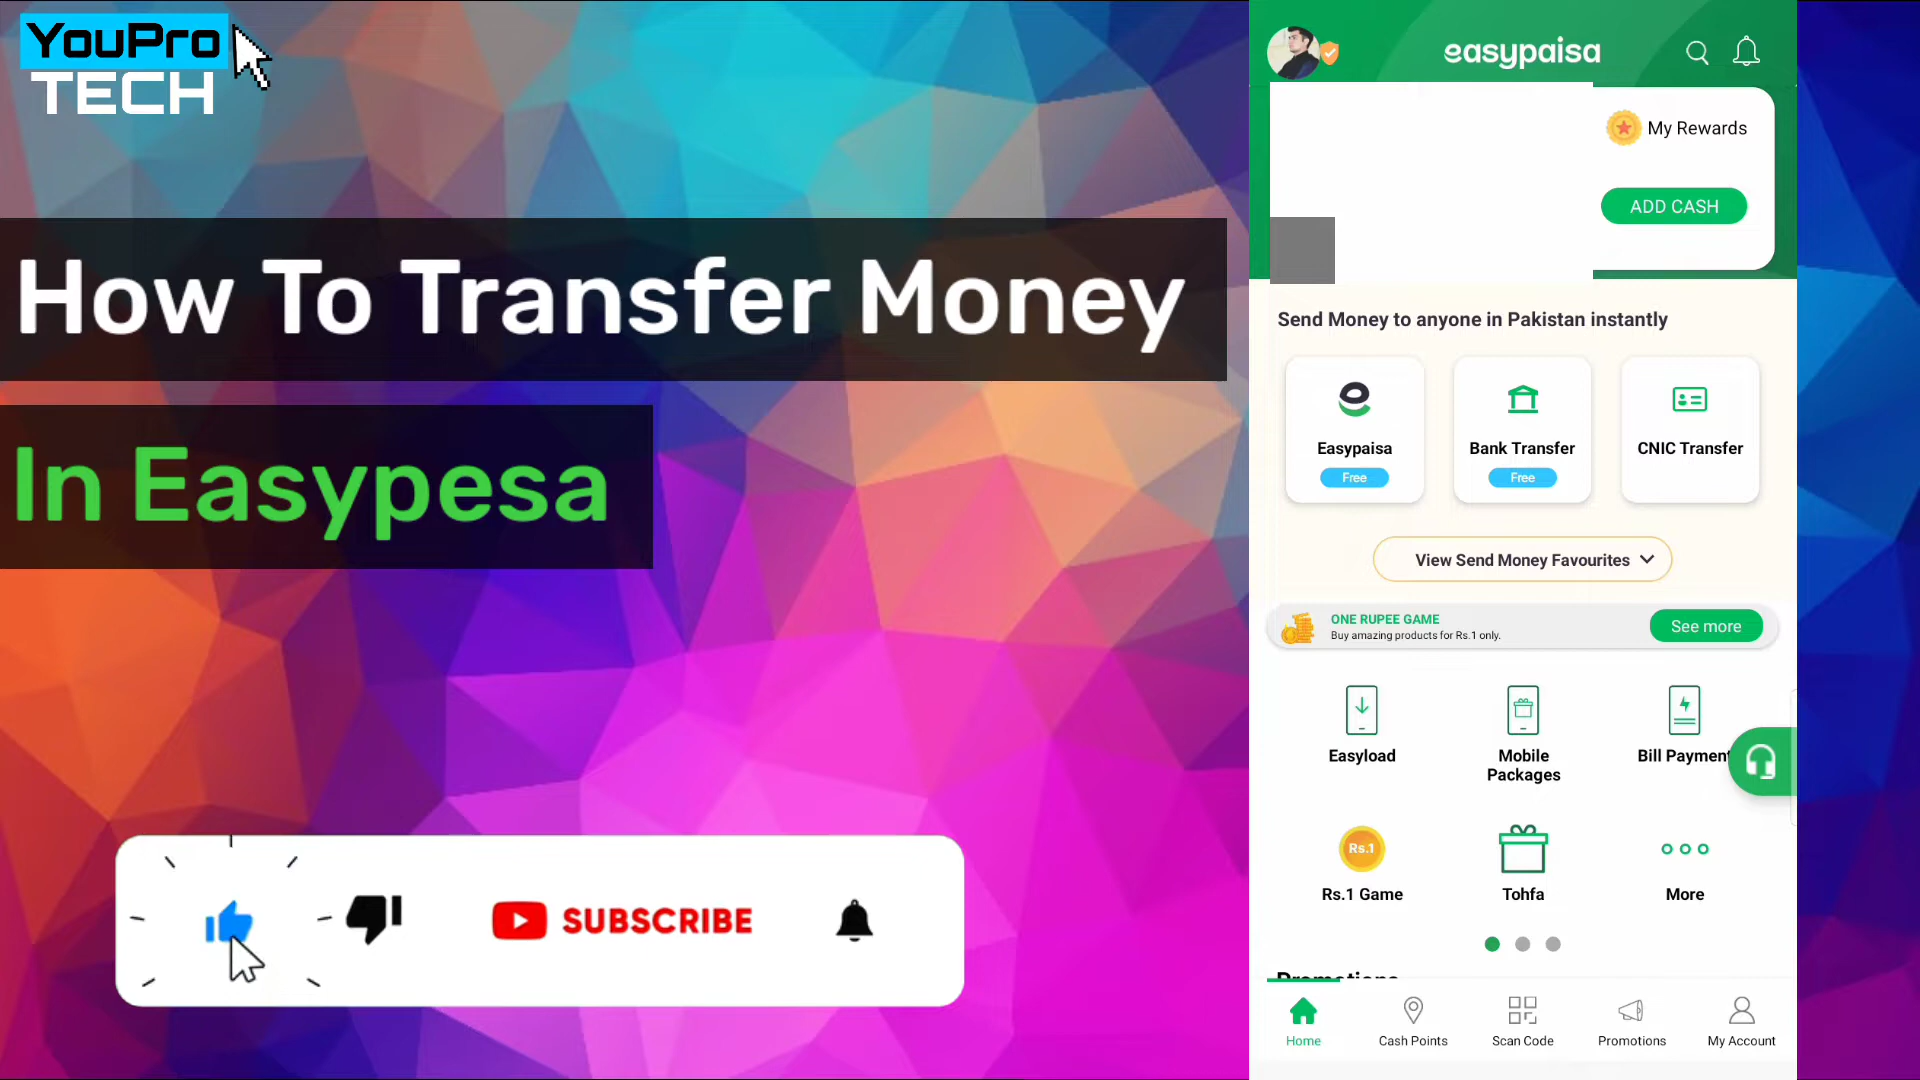 YouPro
TECH
How To Transfer Money
In Easypesa
SUBSCRIBE
easypaisa
My Rewards
ADD CASH
Send Money to anyone in Pakistan instantly
Easypaisa
Free
Bank Transfer
Free
CNIC Transfer
View Send Money Favourites
ONE RUPEE GAME
Buy amazing products for Rs.1 only.
See more
Easyload
Mobile
Packages
Bill Payment
Rs.1
Rs.1 Game
Tohfa
More
Promotions
Home
Cash Points
Scan Code
Promotions
My Account